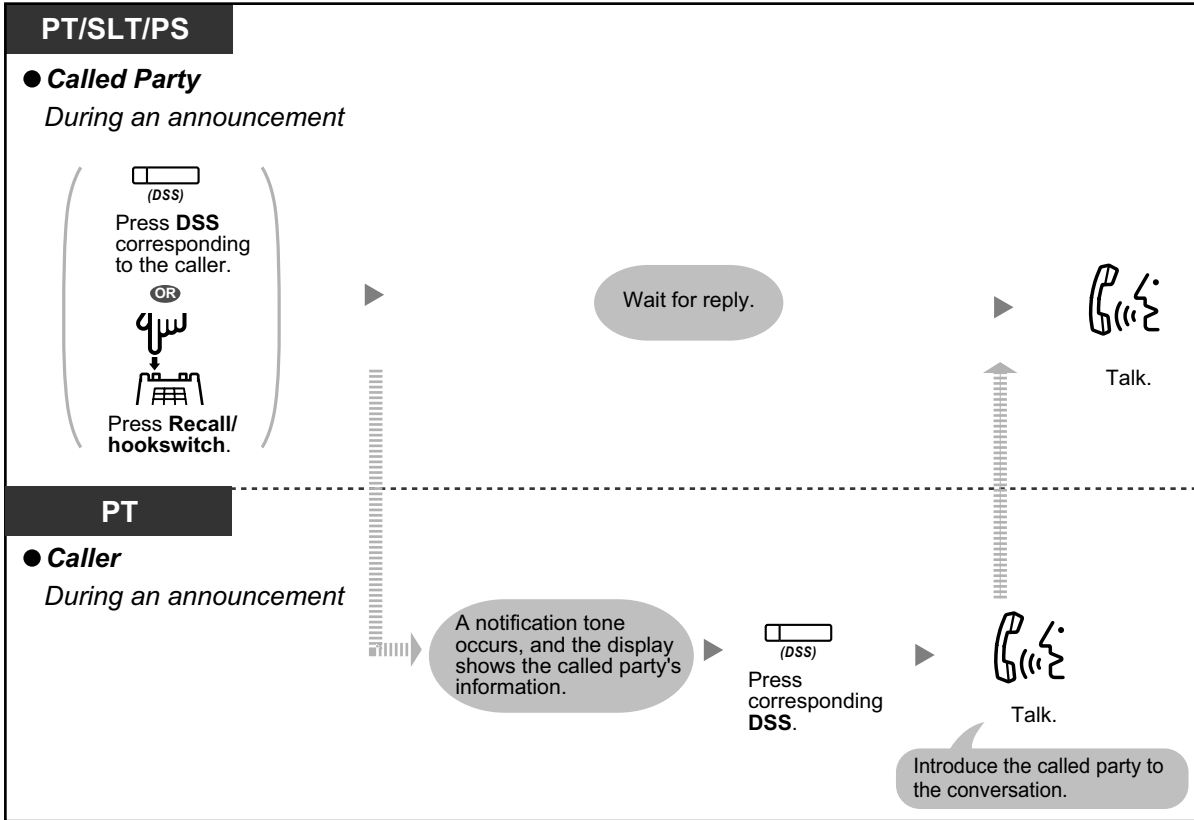 PT/SLT/PS
● Called Party
During an announcement
(DSS)
Press DSS
corresponding
to the caller.
OR
Press Recall/
hookswitch.
Wait for reply.
Talk.
PT
● Caller
During an announcement
A notification tone
occurs, and the display
shows the called party's
information.
(DSS)
Press
corresponding
DSS.
Talk.
Introduce the called party to
the conversation.